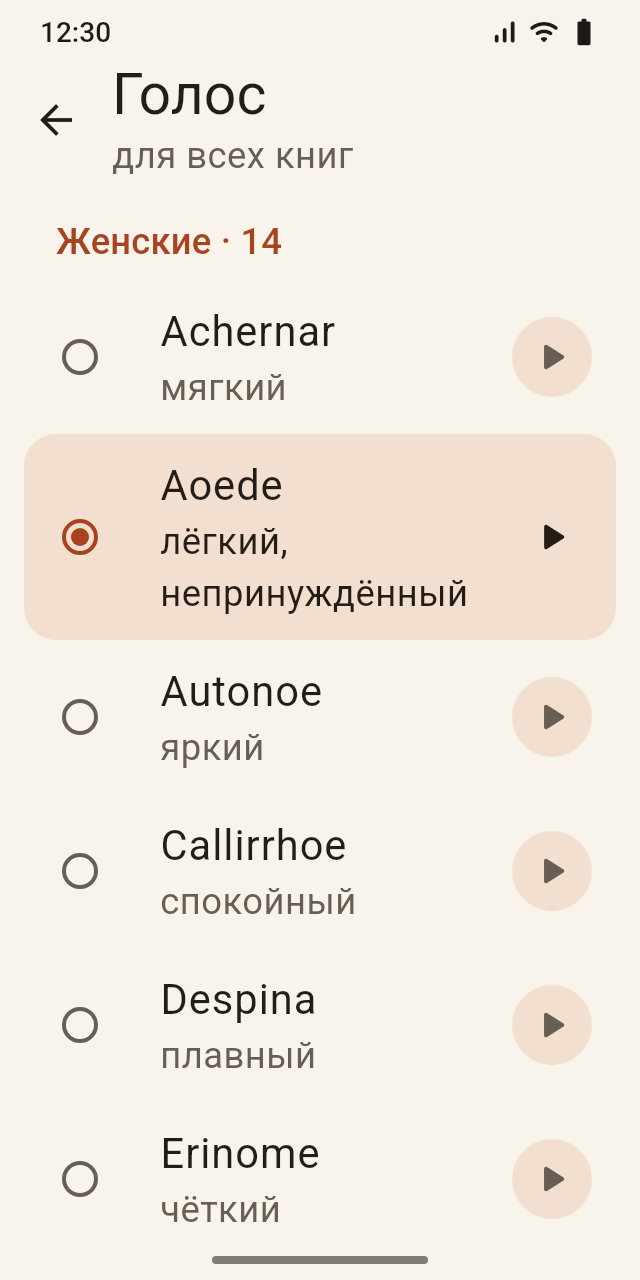 12:30
Голос
для всех книг
Женские · 14
Achernar
мягкий
Aoede
лёгкий,
непринуждённый
Autonoe
яркий
Callirrhoe
спокойный
Despina
плавный
Erinome
чёткий